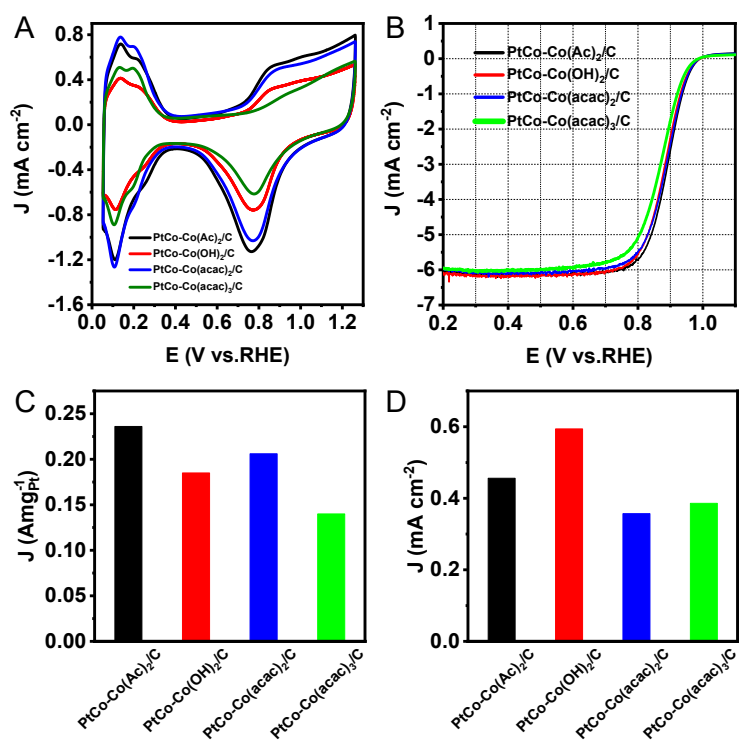 A
J (mA cm⁻²)
0.8
0.4
0.0
-0.4
-0.8
-1.2
-1.6
PtCo-Co(Ac)₂/C
PtCo-Co(OH)₂/C
PtCo-Co(acac)₂/C
PtCo-Co(acac)₃/C
0.0 0.2 0.4 0.6 0.8 1.0 1.2
E (V vs.RHE)
B
J (mA cm⁻²)
1
0
-1
-2
-3
-4
-5
-6
-7
PtCo-Co(Ac)₂/C
PtCo-Co(OH)₂/C
PtCo-Co(acac)₂/C
PtCo-Co(acac)₃/C
0.2 0.4 0.6 0.8 1.0
E (V vs.RHE)
C
J (Amg⁻¹Pt)
0.25
0.20
0.15
0.10
0.05
0.00
PtCo-Co(Ac)₂/C
PtCo-Co(OH)₂/C
PtCo-Co(acac)₂/C
PtCo-Co(acac)₃/C
D
J (mA cm⁻²)
0.6
0.4
0.2
0.0
PtCo-Co(Ac)₂/C
PtCo-Co(OH)₂/C
PtCo-Co(acac)₂/C
PtCo-Co(acac)₃/C